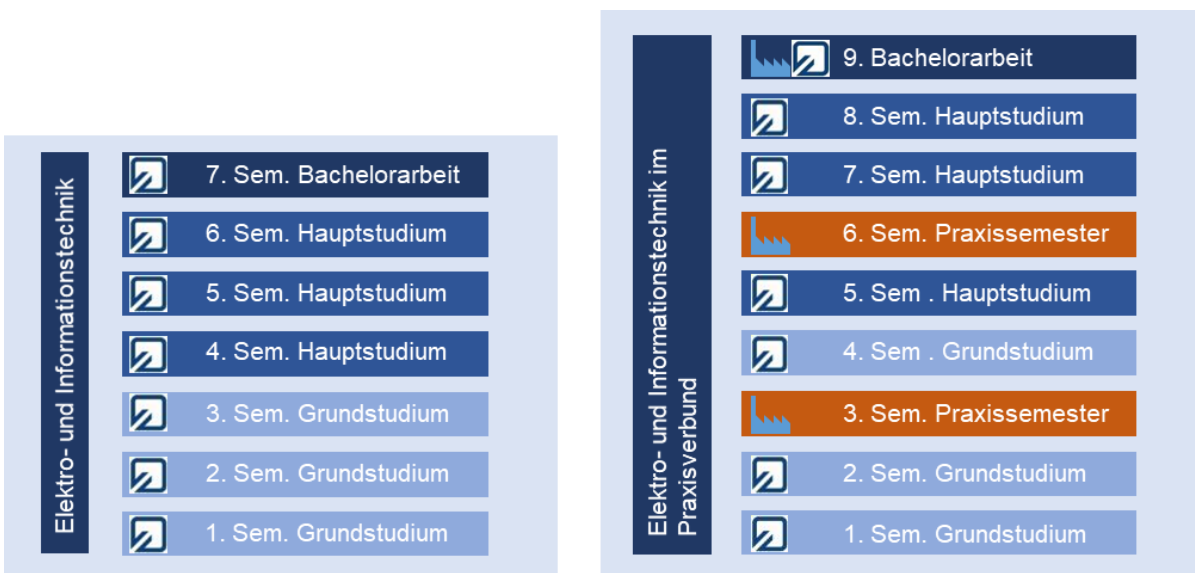 Elektro- und Informationstechnik
7. Sem. Bachelorarbeit
6. Sem. Hauptstudium
5. Sem. Hauptstudium
4. Sem. Hauptstudium
3. Sem. Grundstudium
2. Sem. Grundstudium
1. Sem. Grundstudium
Elektro- und Informationstechnik im
Praxisverbund
9. Bachelorarbeit
8. Sem. Hauptstudium
7. Sem. Hauptstudium
6. Sem. Praxissemester
5. Sem . Hauptstudium
4. Sem . Grundstudium
3. Sem. Praxissemester
2. Sem. Grundstudium
1. Sem. Grundstudium